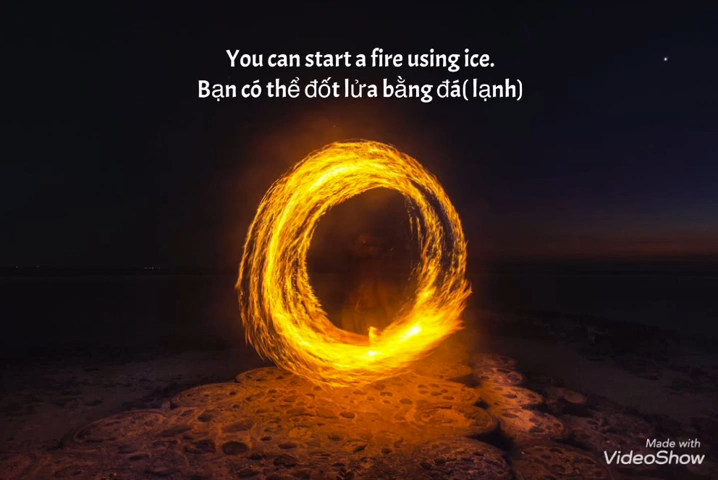 You can start a fire using ice.
Bạn có thể đốt lửa bằng đá( lạnh)
Made with
VideoShow